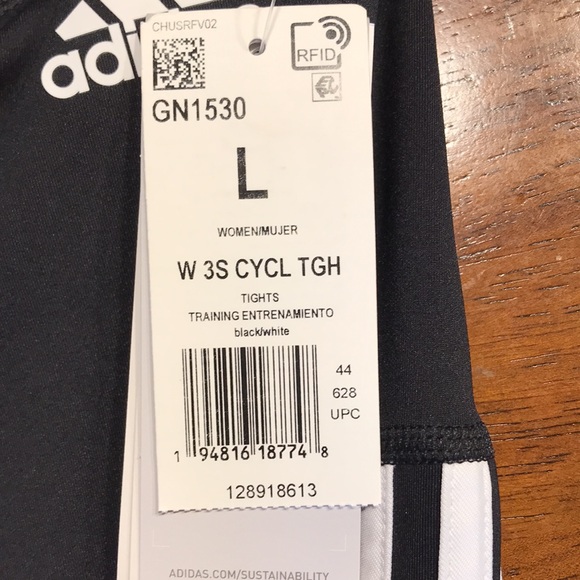 CHUSRFV02
RFID
adi
GN1530
L
WOMEN/MUJER
W 3S CYCL TGH
TIGHTS
TRAINING ENTRENAMIENTO
black/white
44
628
UPC
1 94816 18774 8
128918613
ADIDAS.COM/SUSTAINABILITY